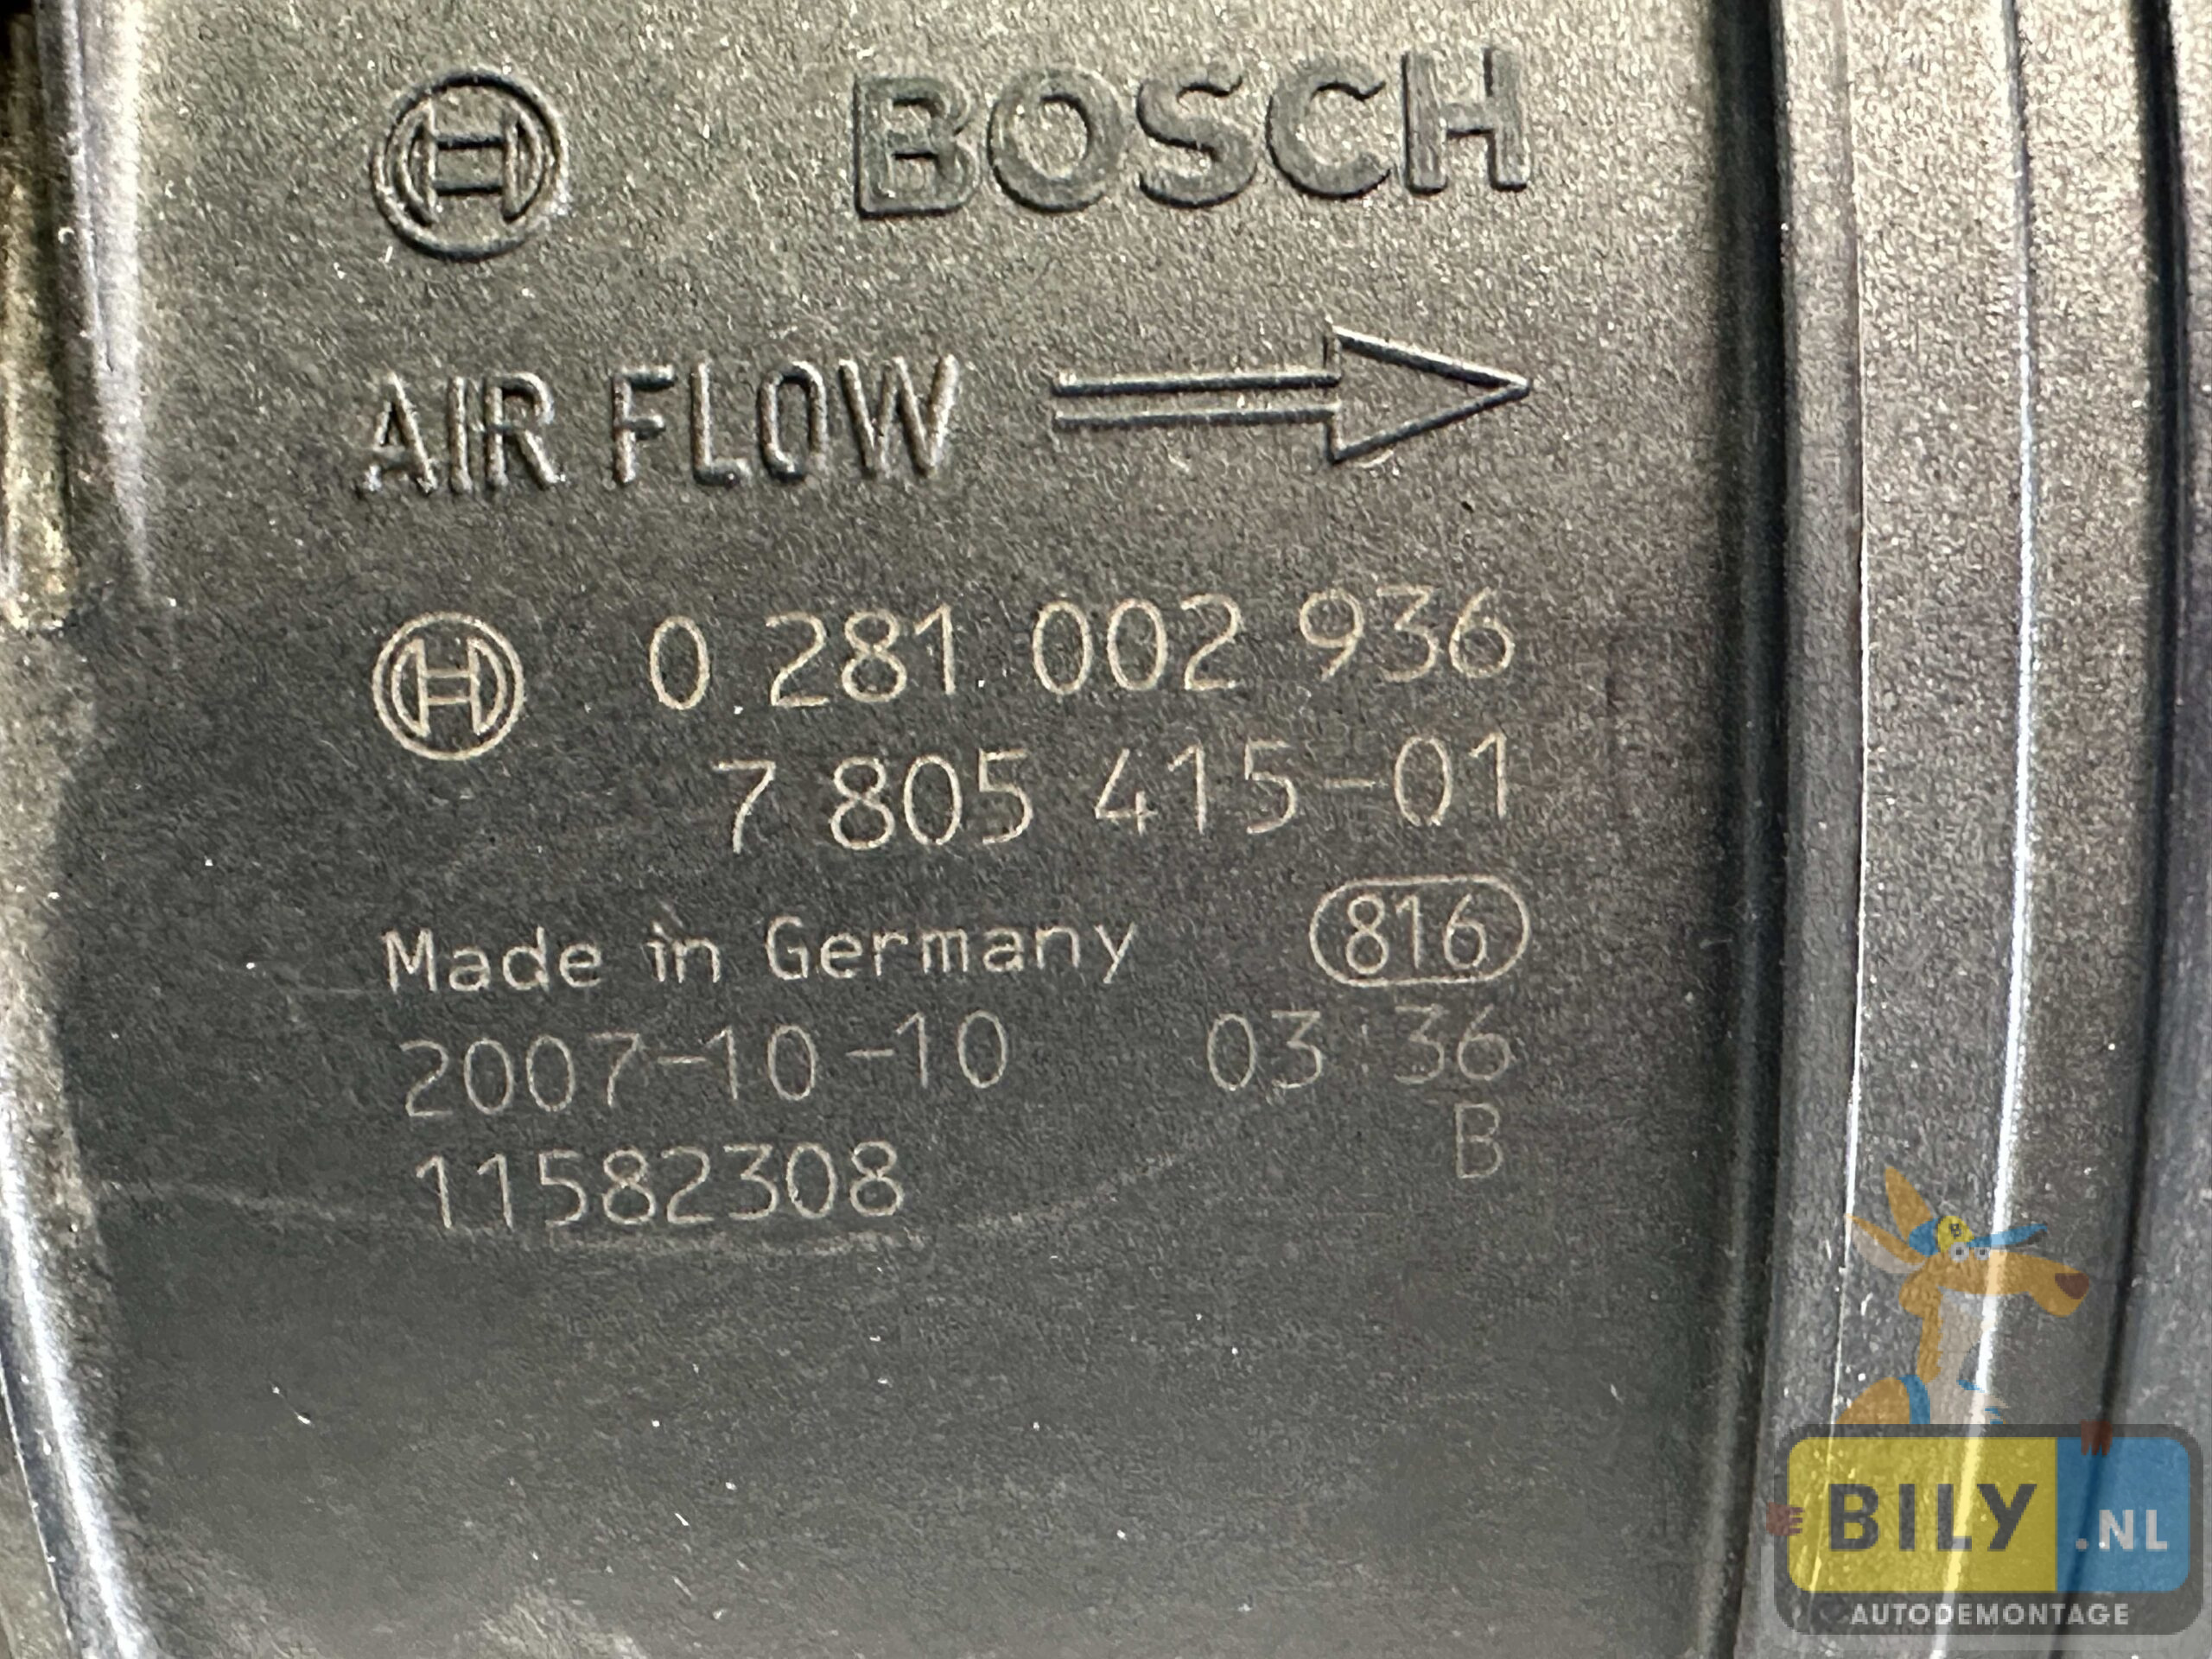 BOSCH
AIR FLOW
0 281 002 936
7 805 415-01
Made in Germany 816
2007-10-10 03:36
B
11582308
BILY.NL
AUTODEMONTAGE